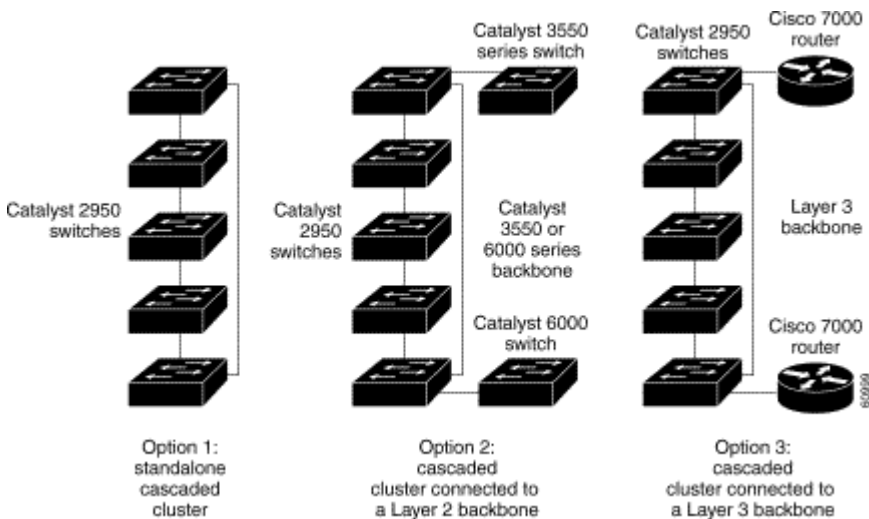 Catalyst 3550
series switch
Catalyst 2950
switches
Cisco 7000
router
Catalyst 2950
switches
Catalyst
2950
switches
Catalyst
3550 or
6000 series
backbone
Layer 3
backbone
Catalyst 6000
switch
Cisco 7000
router
60999
Option 1:
standalone
cascaded
cluster
Option 2:
cascaded
cluster connected to
a Layer 2 backbone
Option 3:
cascaded
cluster connected to
a Layer 3 backbone